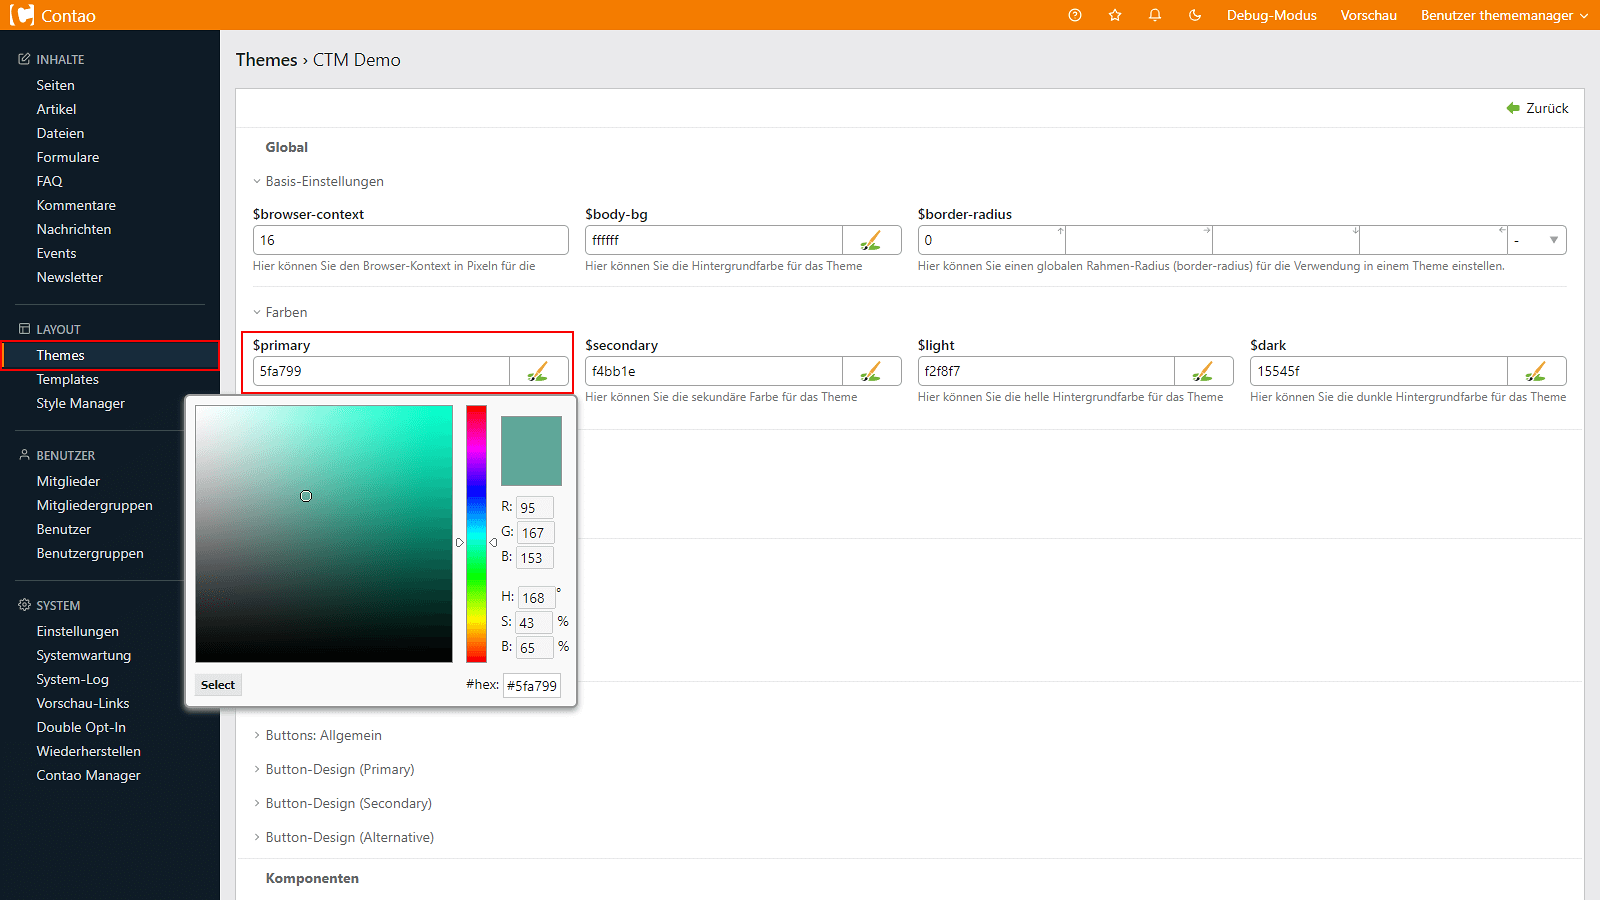 Contao
Debug-Modus
Vorschau
Benutzer thememanager
INHALTE
Seiten
Artikel
Dateien
Formulare
FAQ
Kommentare
Nachrichten
Events
Newsletter
LAYOUT
Themes
Templates
Style Manager
BENUTZER
Mitglieder
Mitgliedergruppen
Benutzer
Benutzergruppen
SYSTEM
Einstellungen
Systemwartung
System-Log
Vorschau-Links
Double Opt-In
Wiederherstellen
Contao Manager
Themes › CTM Demo
Zurück
Global
Basis-Einstellungen
$browser-context
16
Hier können Sie den Browser-Kontext in Pixeln für die
$body-bg
ffffff
Hier können Sie die Hintergrundfarbe für das Theme
$border-radius
0
-
Hier können Sie einen globalen Rahmen-Radius (border-radius) für die Verwendung in einem Theme einstellen.
Farben
$primary
5fa799
$secondary
f4bb1e
Hier können Sie die sekundäre Farbe für das Theme
$light
f2f8f7
Hier können Sie die helle Hintergrundfarbe für das Theme
$dark
15545f
Hier können Sie die dunkle Hintergrundfarbe für das Theme
R: 95
G: 167
B: 153
H: 168 °
S: 43 %
B: 65 %
Select
#hex: #5fa799
Buttons: Allgemein
Button-Design (Primary)
Button-Design (Secondary)
Button-Design (Alternative)
Komponenten